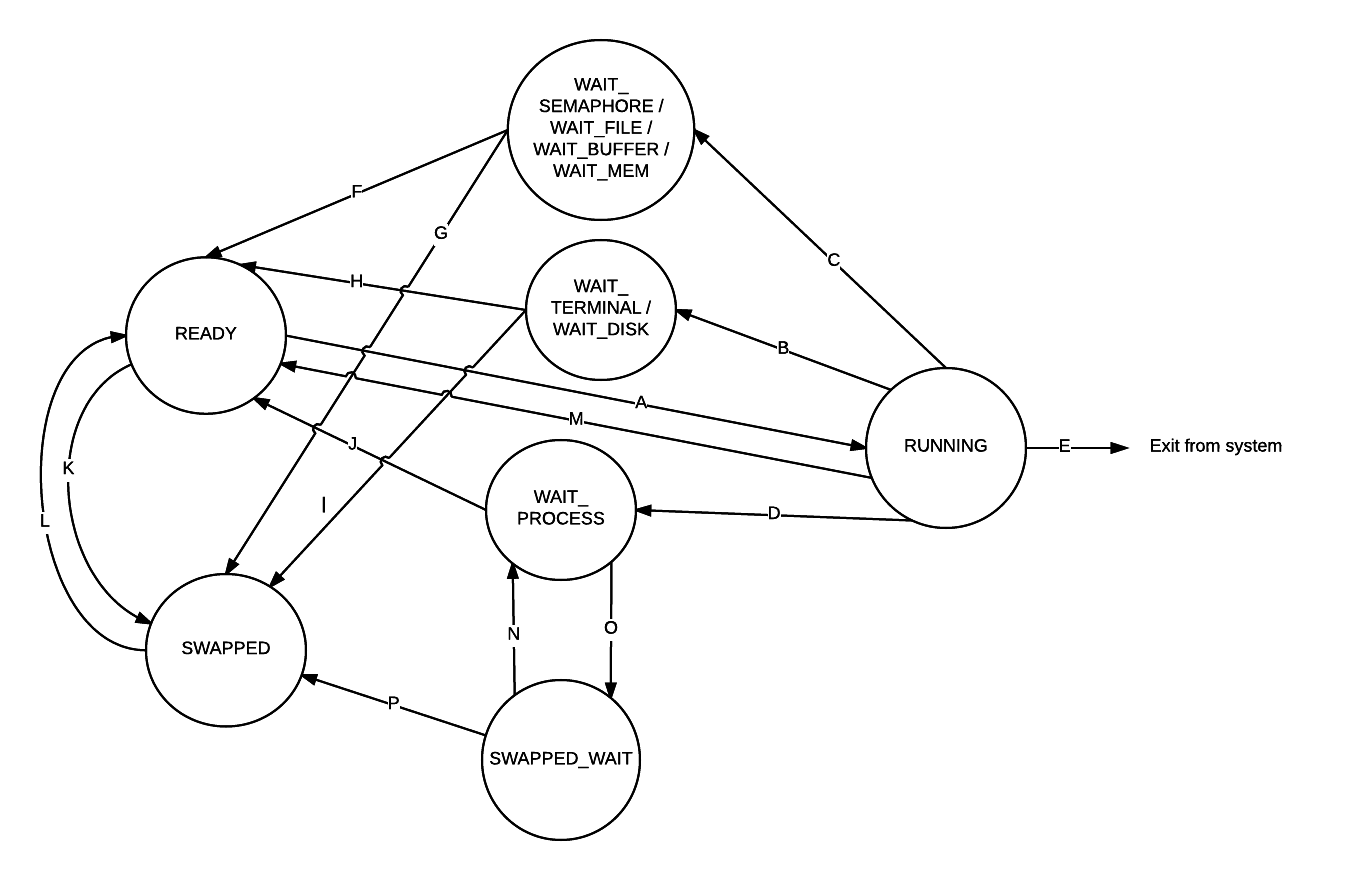 WAIT_
SEMAPHORE /
WAIT_FILE /
WAIT_BUFFER /
WAIT_MEM
F
G
C
H
WAIT_
TERMINAL /
WAIT_DISK
READY
B
A
M
J
RUNNING
E
Exit from system
K
I
WAIT_
PROCESS
D
L
N
O
SWAPPED
P
SWAPPED_WAIT